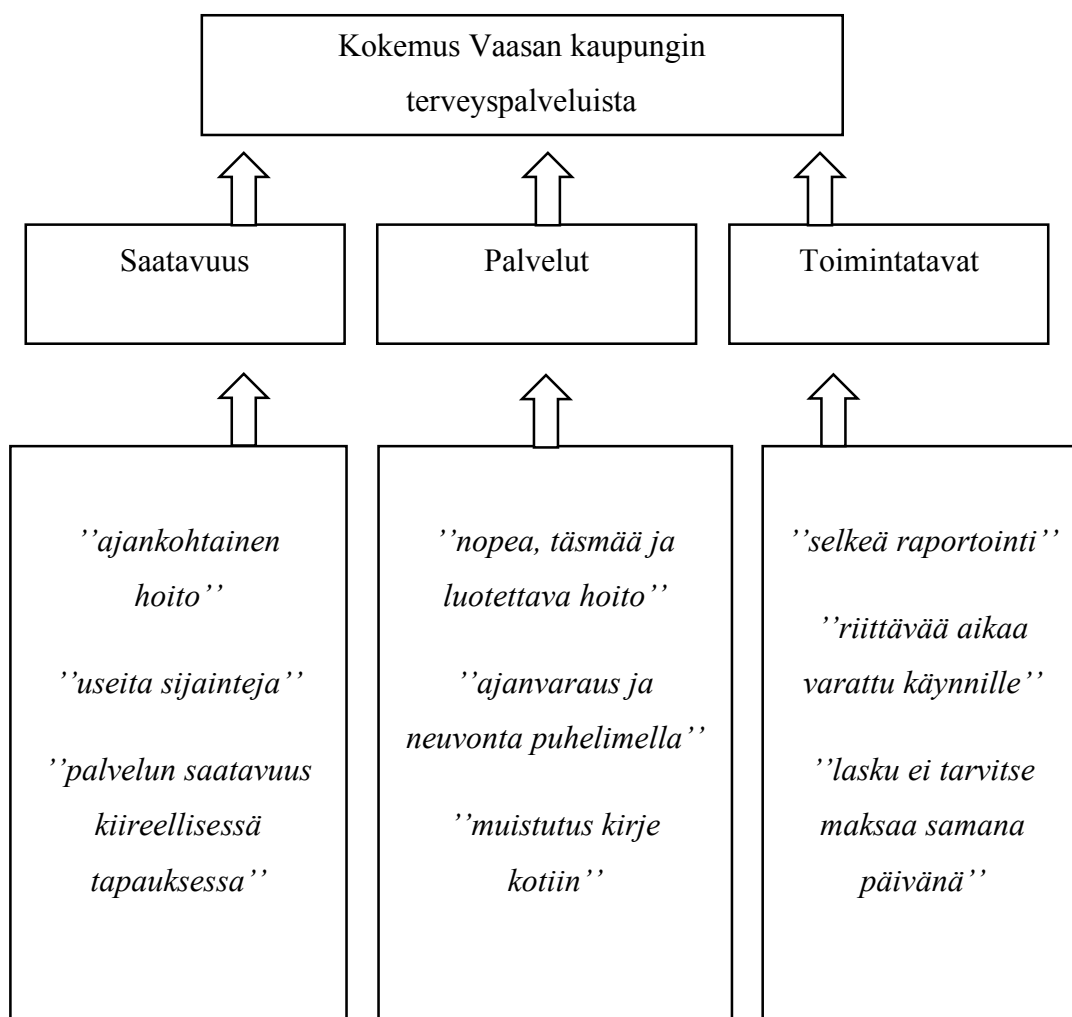 Kokemus Vaasan kaupungin
terveyspalveluista
Saatavuus
Palvelut
Toimintatavat
’’ajankohtainen
hoito’’
’’useita sijainteja’’
’’palvelun saatavuus
kiireellisessä
tapauksessa’’
’’nopea, täsmää ja
luotettava hoito’’
’’ajanvaraus ja
neuvonta puhelimella’’
’’muistutus kirje
kotiin’’
’’selkeä raportointi’’
’’riittävää aikaa
varattu käynnille’’
’’lasku ei tarvitse
maksaa samana
päivänä’’